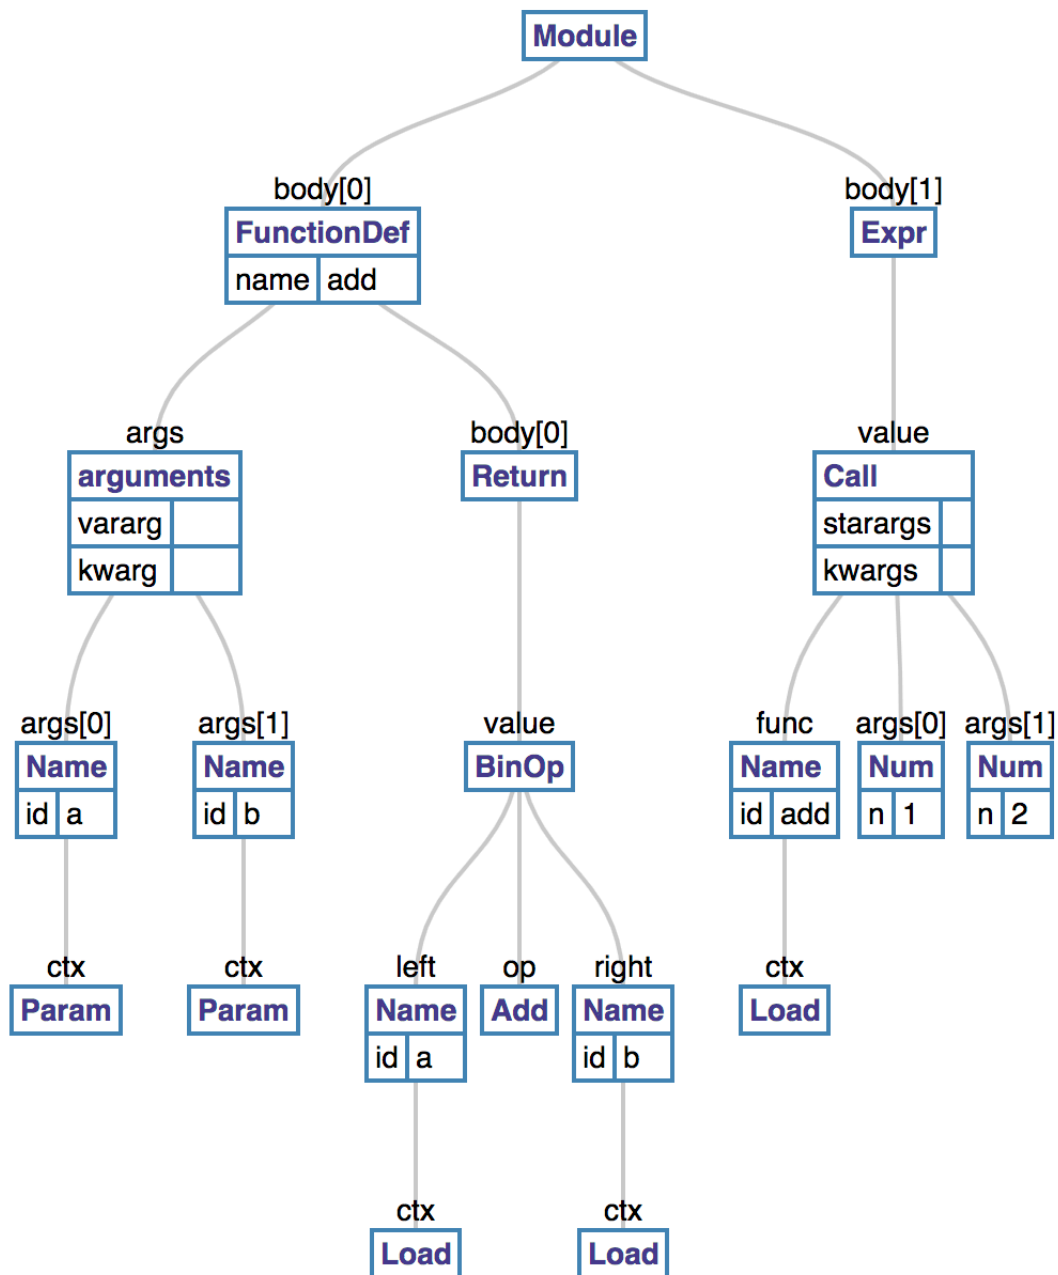 Module
body[0] body[1]
FunctionDef Expr
name add
args body[0] value
arguments Return Call
vararg starargs
kwarg kwargs
args[0] args[1] value func args[0] args[1]
Name Name BinOp Name Num Num
id a id b id add n 1 n 2
ctx ctx left op right ctx
Param Param Name Add Name Load
id a id b
ctx ctx
Load Load